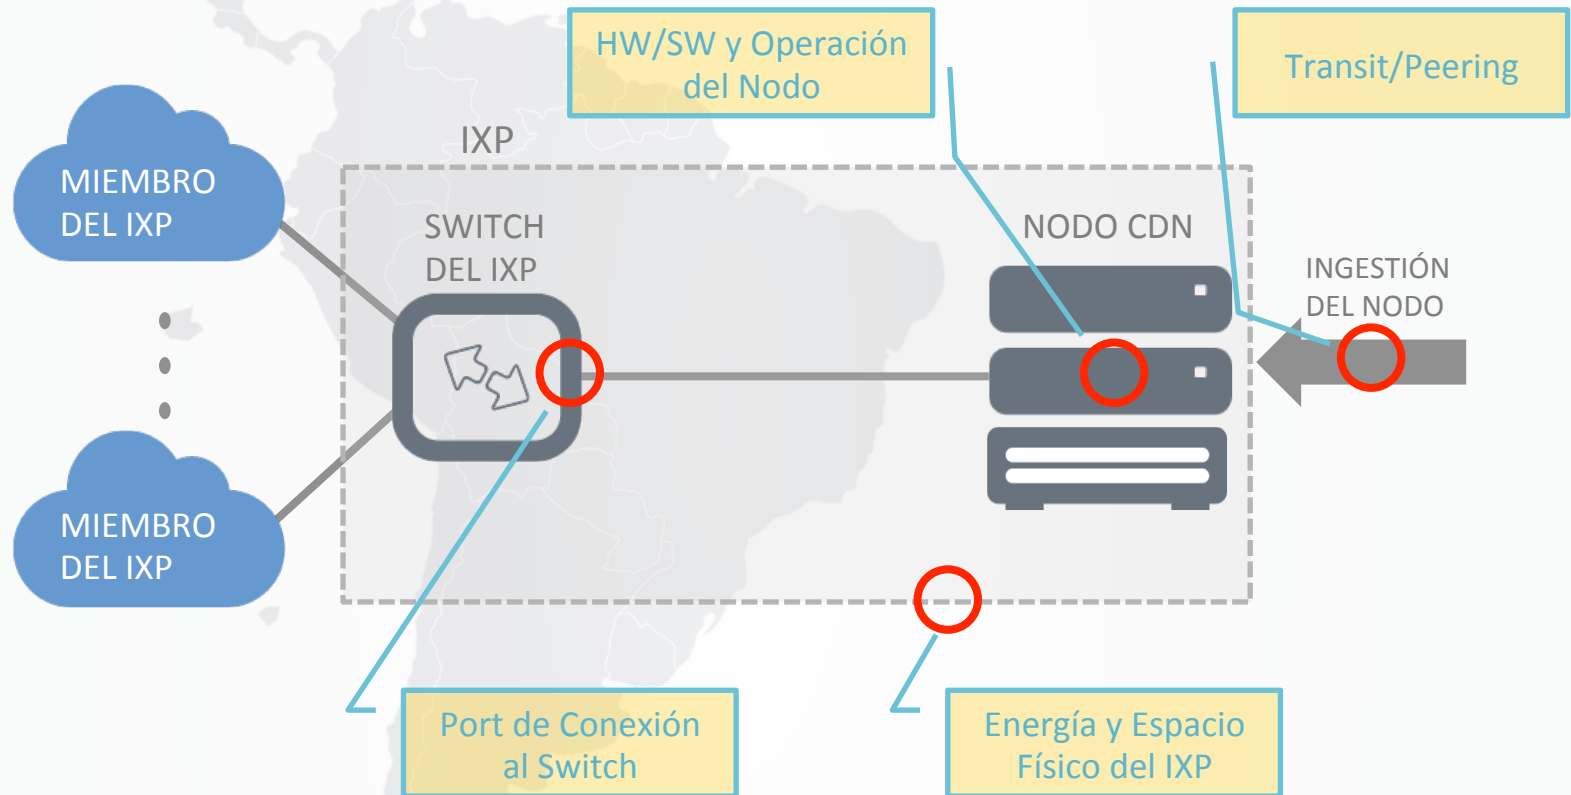 HW/SW y Operación
del Nodo
Transit/Peering
IXP
MIEMBRO
DEL IXP
SWITCH
DEL IXP
NODO CDN
INGESTIÓN
DEL NODO
MIEMBRO
DEL IXP
Port de Conexión
al Switch
Energía y Espacio
Físico del IXP